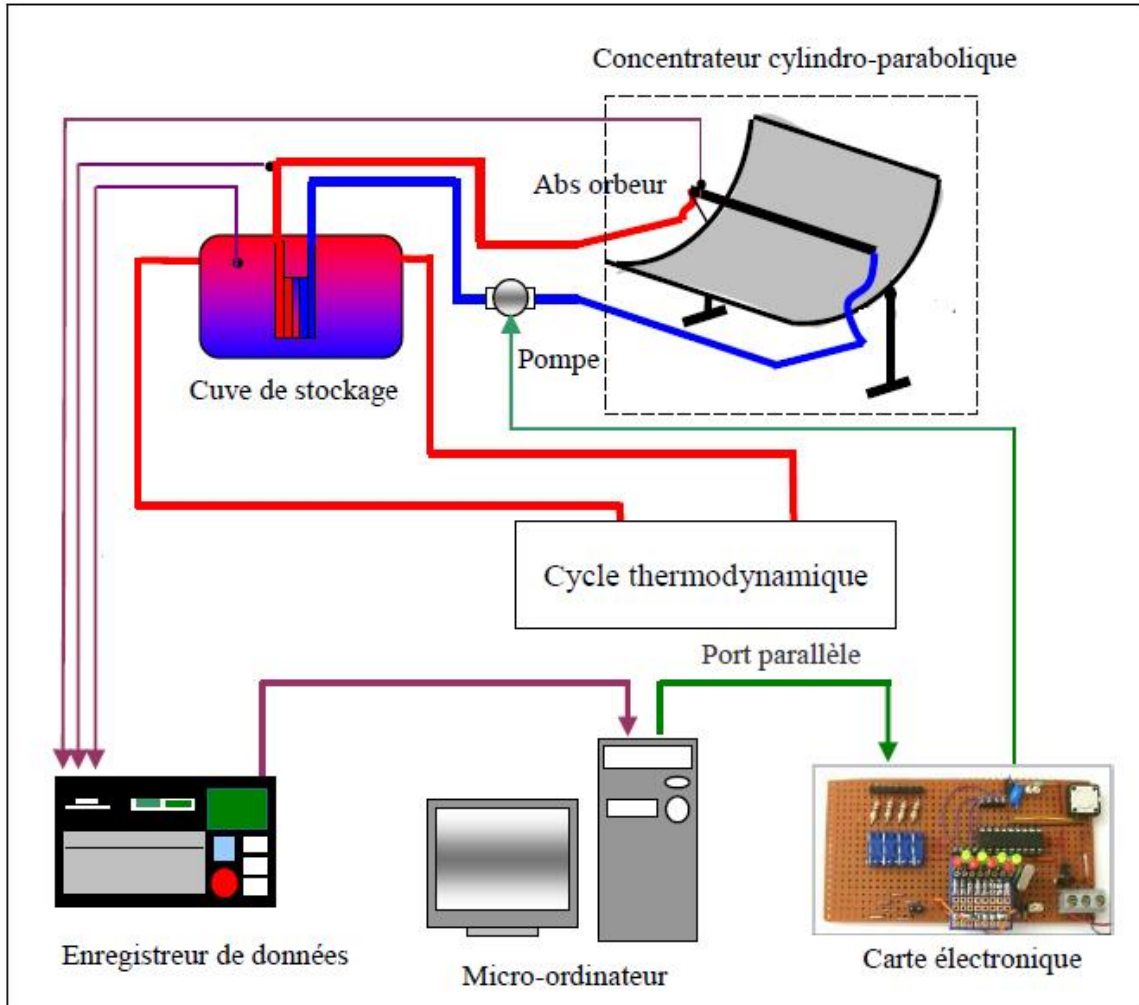 Concentrateur cylindro-parabolique
Abs orbeur
Pompe
Cuve de stockage
Cycle thermodynamique
Port parallèle
Enregistreur de données
Micro-ordinateur
Carte électronique